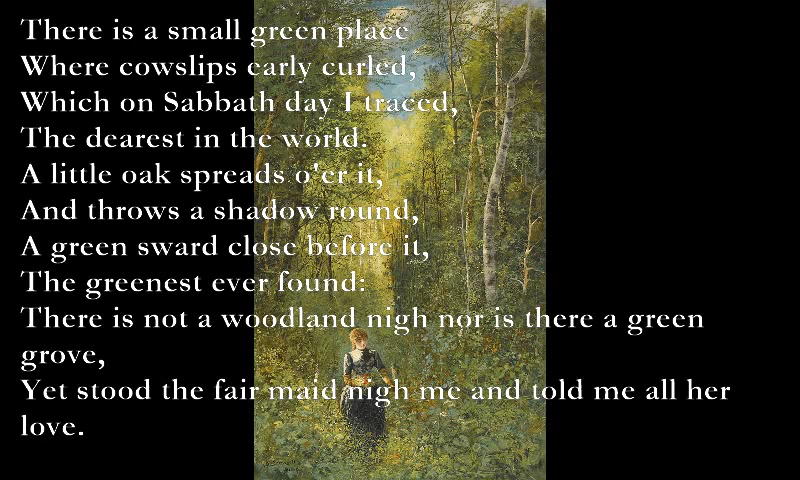 There is a small green place
Where cowslips early curled,
Which on Sabbath day I traced,
The dearest in the world.
A little oak spreads o'er it,
And throws a shadow round,
A green sward close before it,
The greenest ever found:
There is not a woodland nigh nor is there a green
grove,
Yet stood the fair maid nigh me and told me all her
love.